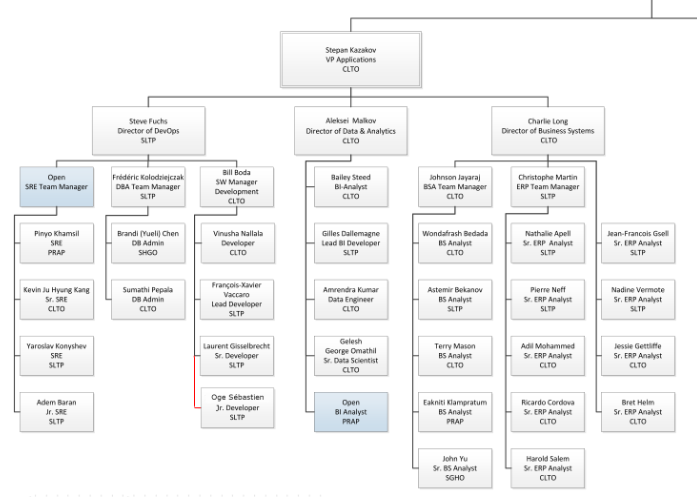 Stepan Kazakov
VP Applications
CLTO
Steve Fuchs
Director of DevOps
SLTP
Aleksei Malkov
Director of Data & Analytics
CLTO
Charlie Long
Director of Business Systems
CLTO
Open
SRE Team Manager
Frédéric Kolodziejczak
DBA Team Manager
SLTP
Bill Boda
SW Manager
Development
CLTO
Bailey Steed
BI-Analyst
CLTO
Johnson Jayaraj
BSA Team Manager
CLTO
Christophe Martin
ERP Team Manager
SLTP
Pinyo Khamsil
SRE
PRAP
Brandi (Yueli) Chen
DB Admin
SHGO
Vinusha Nallala
Developer
CLTO
Gilles Dallemagne
Lead BI Developer
SLTP
Wondafrash Bedada
BS Analyst
CLTO
Nathalie Apell
Sr. ERP Analyst
SLTP
Jean-Francois Gsell
Sr. ERP Analyst
SLTP
Kevin Ju Hyung Kang
Sr. SRE
CLTO
Sumathi Pepala
DB Admin
CLTO
François-Xavier
Vaccaro
Lead Developer
SLTP
Amrendra Kumar
Data Engineer
CLTO
Astemir Bekanov
BS Analyst
SLTP
Pierre Neff
Sr. ERP Analyst
SLTP
Nadine Vermote
Sr. ERP Analyst
SLTP
Yaroslav Konyshev
SRE
SLTP
Laurent Gisselbrecht
Sr. Developer
SLTP
Gelesh
George Omathil
Sr. Data Scientist
CLTO
Terry Mason
BS Analyst
CLTO
Adil Mohammed
Sr. ERP Analyst
CLTO
Jessie Gettliffe
Sr. ERP Analyst
CLTO
Adem Baran
Jr. SRE
SLTP
Oge Sébastien
Jr. Developer
SLTP
Open
BI Analyst
PRAP
Eakniti Klampratum
BS Analyst
PRAP
Ricardo Cordova
Sr. ERP Analyst
CLTO
Bret Helm
Sr. ERP Analyst
CLTO
John Yu
Sr. BS Analyst
SGHO
Harold Salem
Sr. ERP Analyst
CLTO